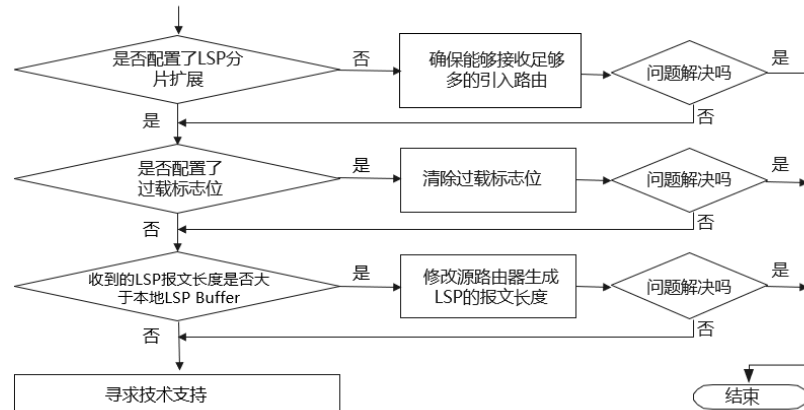 是否配置了LSP分
片扩展
否
确保能够接收足够
多的引入路由
问题解决吗
是
是
否
是否配置了
过载标志位
是
清除过载标志位
问题解决吗
是
否
否
收到的LSP报文长度是否大
于本地LSP Buffer
是
修改源路由器生成
LSP的报文长度
问题解决吗
是
否
否
寻求技术支持
结束